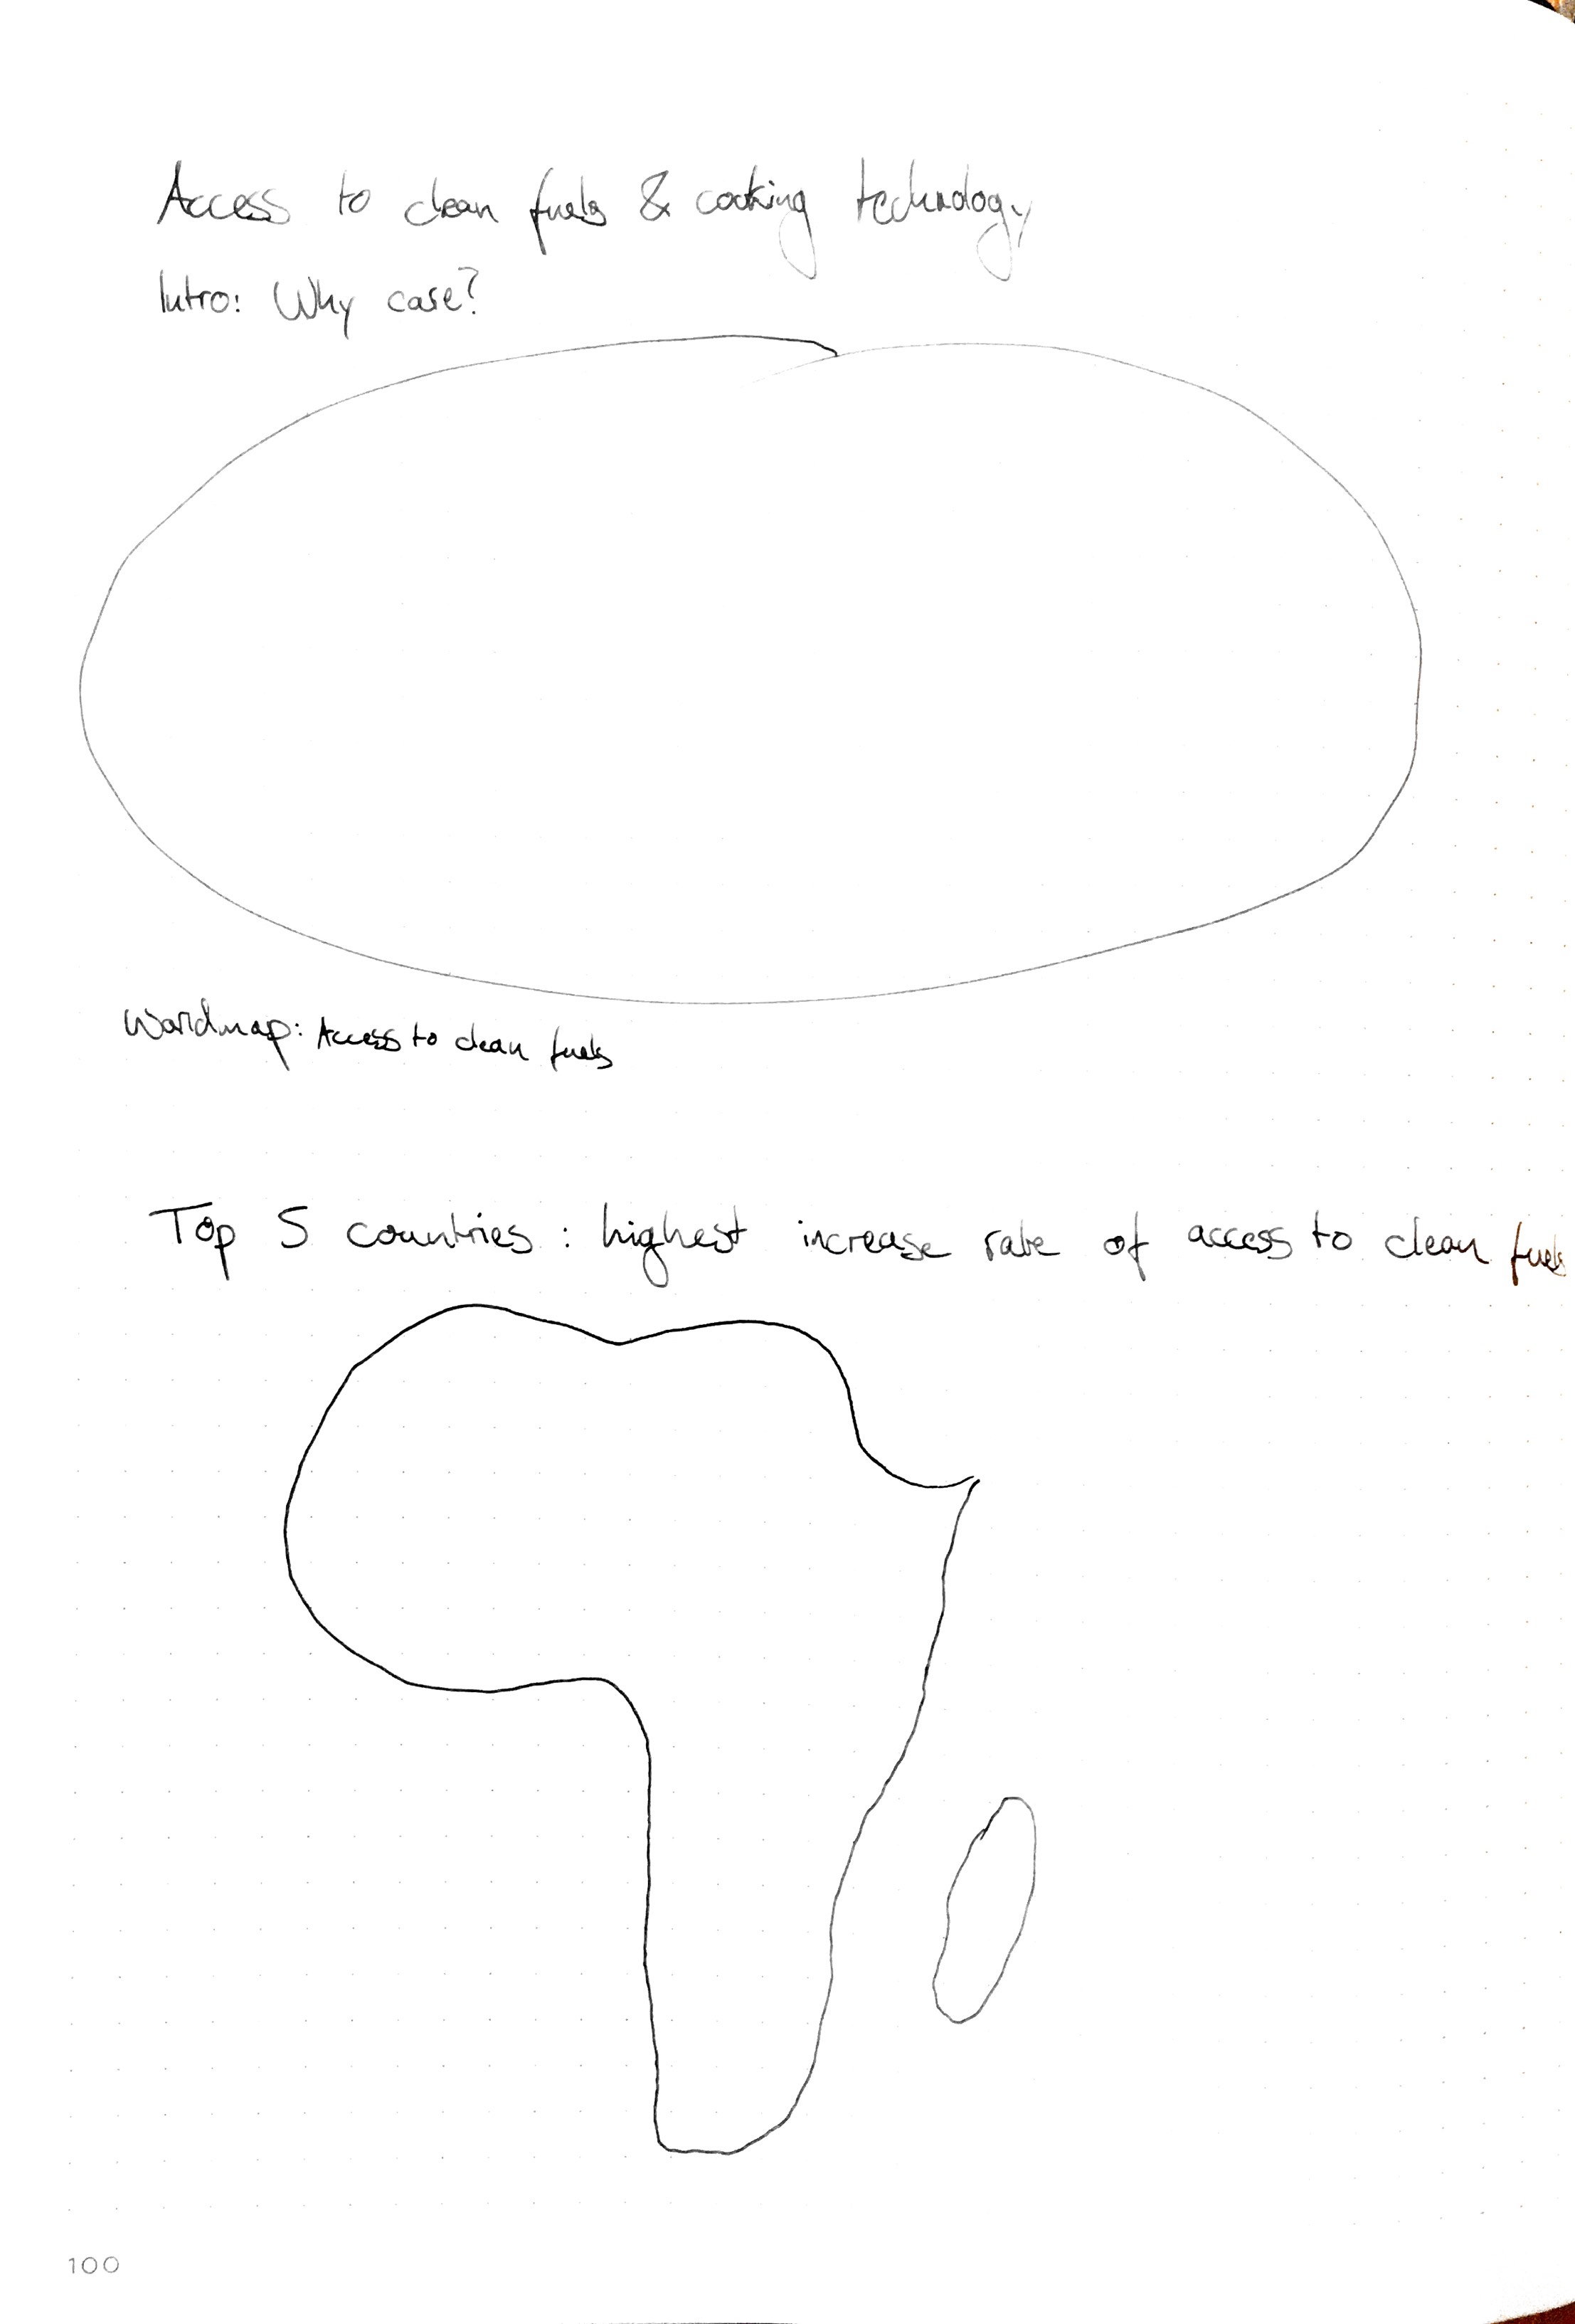 Access to clean fuels & cooking technology
Intro: Why case?
Worldmap: Access to clean fuels
Top 5 countries: highest increase rate of access to clean fuels
100